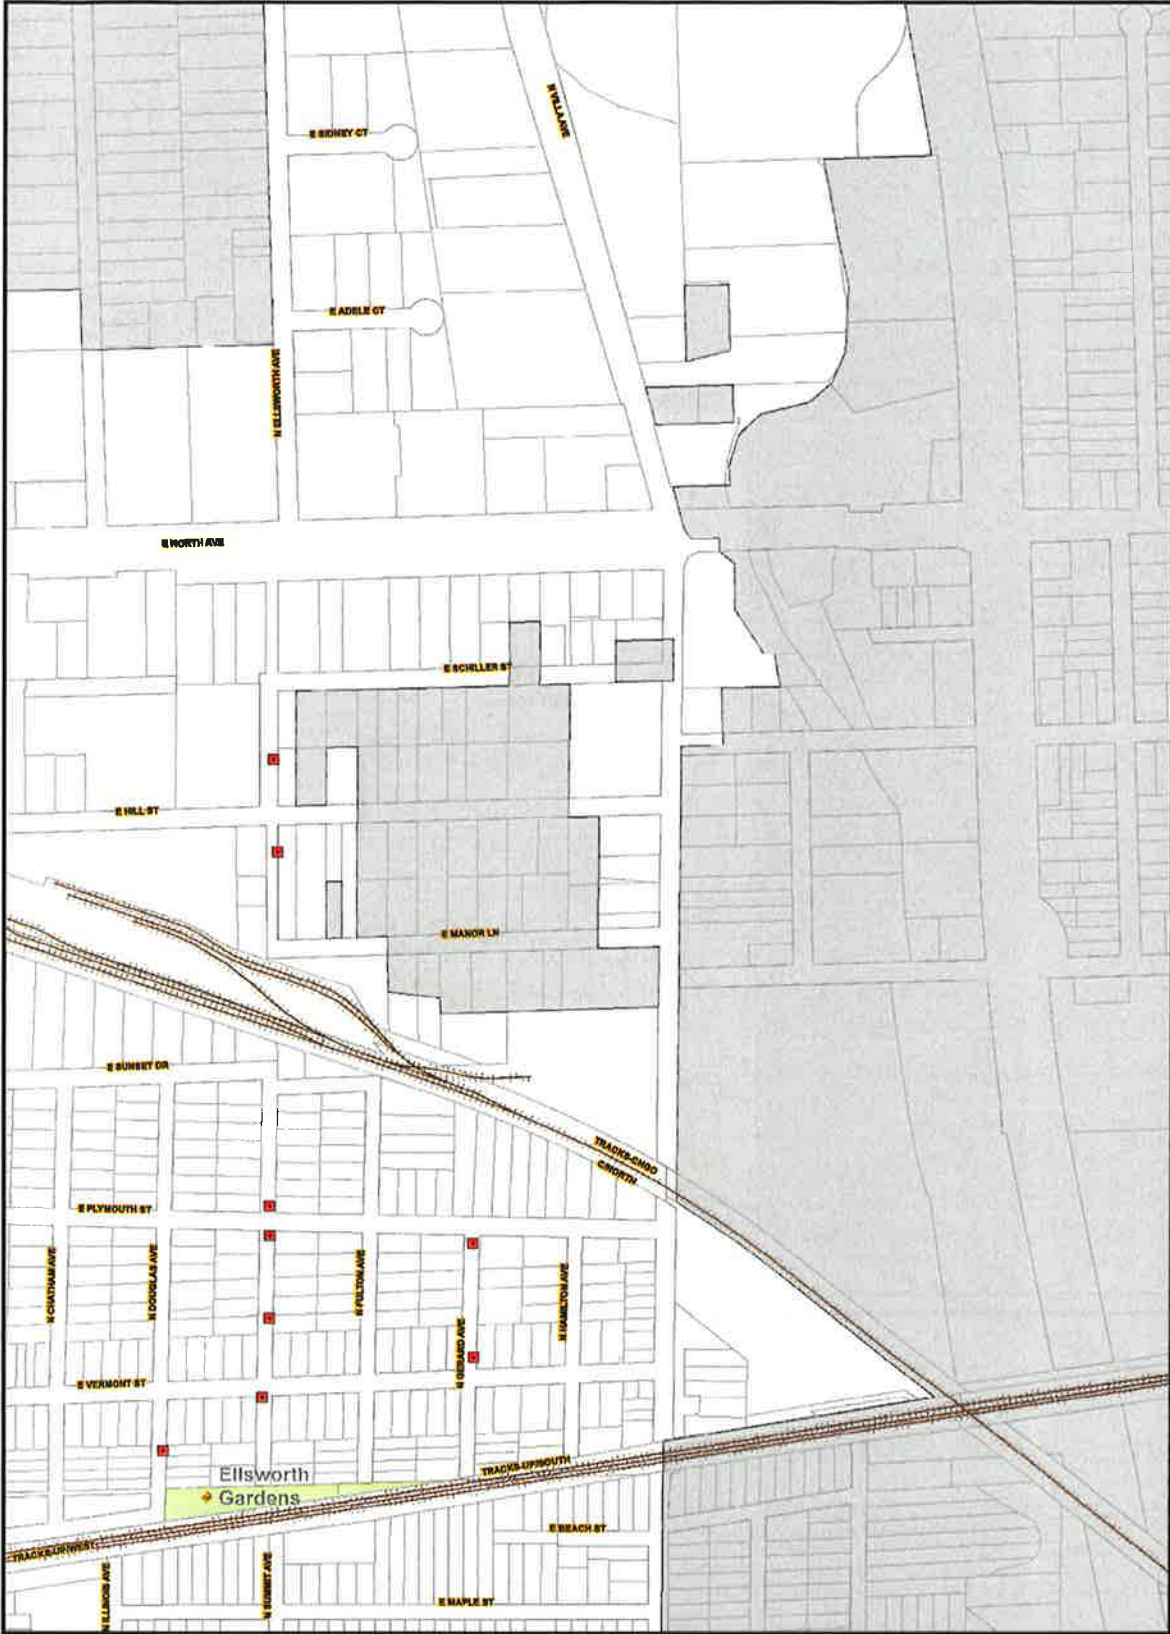 N VILLA AVE
E SIDNEY CT
E ADELE CT
N ELLSWORTH AVE
E NORTH AVE
E SCHILLER ST
E HILL ST
E MANOR LN
E SUNSET DR
TRACKS-CNGO
C/NORTH
E PLYMOUTH ST
N CHATHAM AVE
N DOUGLAS AVE
N FULTON AVE
N HAMILTON AVE
N GERARD AVE
E VERMONT ST
Ellsworth
Gardens
TRACKS-UP/SOUTH
E BEACH ST
TRACKS-UP/WEST
N ILLINOIS AVE
N SUNSET AVE
E MAPLE ST